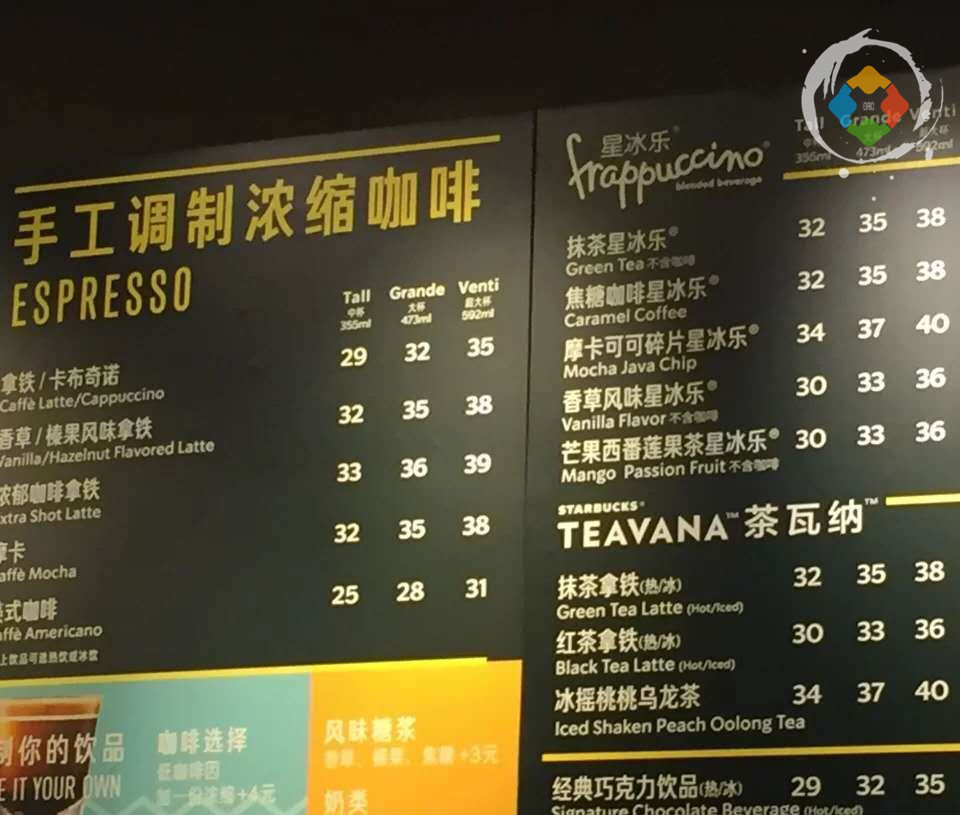 手工调制浓缩咖啡
ESPRESSO
Tall Grande Venti
中杯 大杯 超大杯
355ml 473ml 592ml
拿铁/卡布奇诺 29 32 35
Caffè Latte/Cappuccino
香草/榛果风味拿铁 32 35 38
Vanilla/Hazelnut Flavored Latte
浓郁咖啡拿铁 33 36 39
Extra Shot Latte
摩卡 32 35 38
affè Mocha
美式咖啡 25 28 31
affè Americano
上饮品可选热饮或冰饮
制你的饮品
E IT YOUR OWN
咖啡选择
低咖啡因
加一份浓缩+4元
风味糖浆
香草、榛果、焦糖 +3元
奶类
星冰乐®
frappuccino®
blended beverage
Tall Grande Venti
中杯 大杯 超大杯
355ml 473ml 592ml
抹茶星冰乐® 32 35 38
Green Tea 不含咖啡
焦糖咖啡星冰乐® 32 35 38
Caramel Coffee
摩卡可可碎片星冰乐® 34 37 40
Mocha Java Chip
香草风味星冰乐® 30 33 36
Vanilla Flavor 不含咖啡
芒果西番莲果茶星冰乐® 30 33 36
Mango Passion Fruit 不含咖啡
STARBUCKS®
TEAVANA™ 茶瓦纳™
抹茶拿铁(热/冰) 32 35 38
Green Tea Latte (Hot/Iced)
红茶拿铁(热/冰) 30 33 36
Black Tea Latte (Hot/Iced)
冰摇桃桃乌龙茶 34 37 40
Iced Shaken Peach Oolong Tea
经典巧克力饮品(热/冰) 29 32 35
Signature Chocolate Beverage (Hot/Iced)